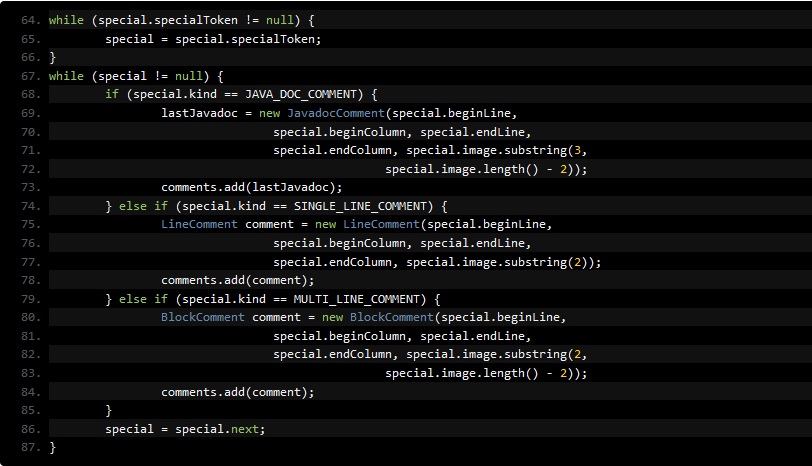 64. while (special.specialToken != null) {
65.         special = special.specialToken;
66. }
67. while (special != null) {
68.         if (special.kind == JAVA_DOC_COMMENT) {
69.                 lastJavadoc = new JavadocComment(special.beginLine,
70.                                 special.beginColumn, special.endLine,
71.                                 special.endColumn, special.image.substring(3,
72.                                                 special.image.length() - 2));
73.                 comments.add(lastJavadoc);
74.         } else if (special.kind == SINGLE_LINE_COMMENT) {
75.                 LineComment comment = new LineComment(special.beginLine,
76.                                 special.beginColumn, special.endLine,
77.                                 special.endColumn, special.image.substring(2));
78.                 comments.add(comment);
79.         } else if (special.kind == MULTI_LINE_COMMENT) {
80.                 BlockComment comment = new BlockComment(special.beginLine,
81.                                 special.beginColumn, special.endLine,
82.                                 special.endColumn, special.image.substring(2,
83.                                                 special.image.length() - 2));
84.                 comments.add(comment);
85.         }
86.         special = special.next;
87. }